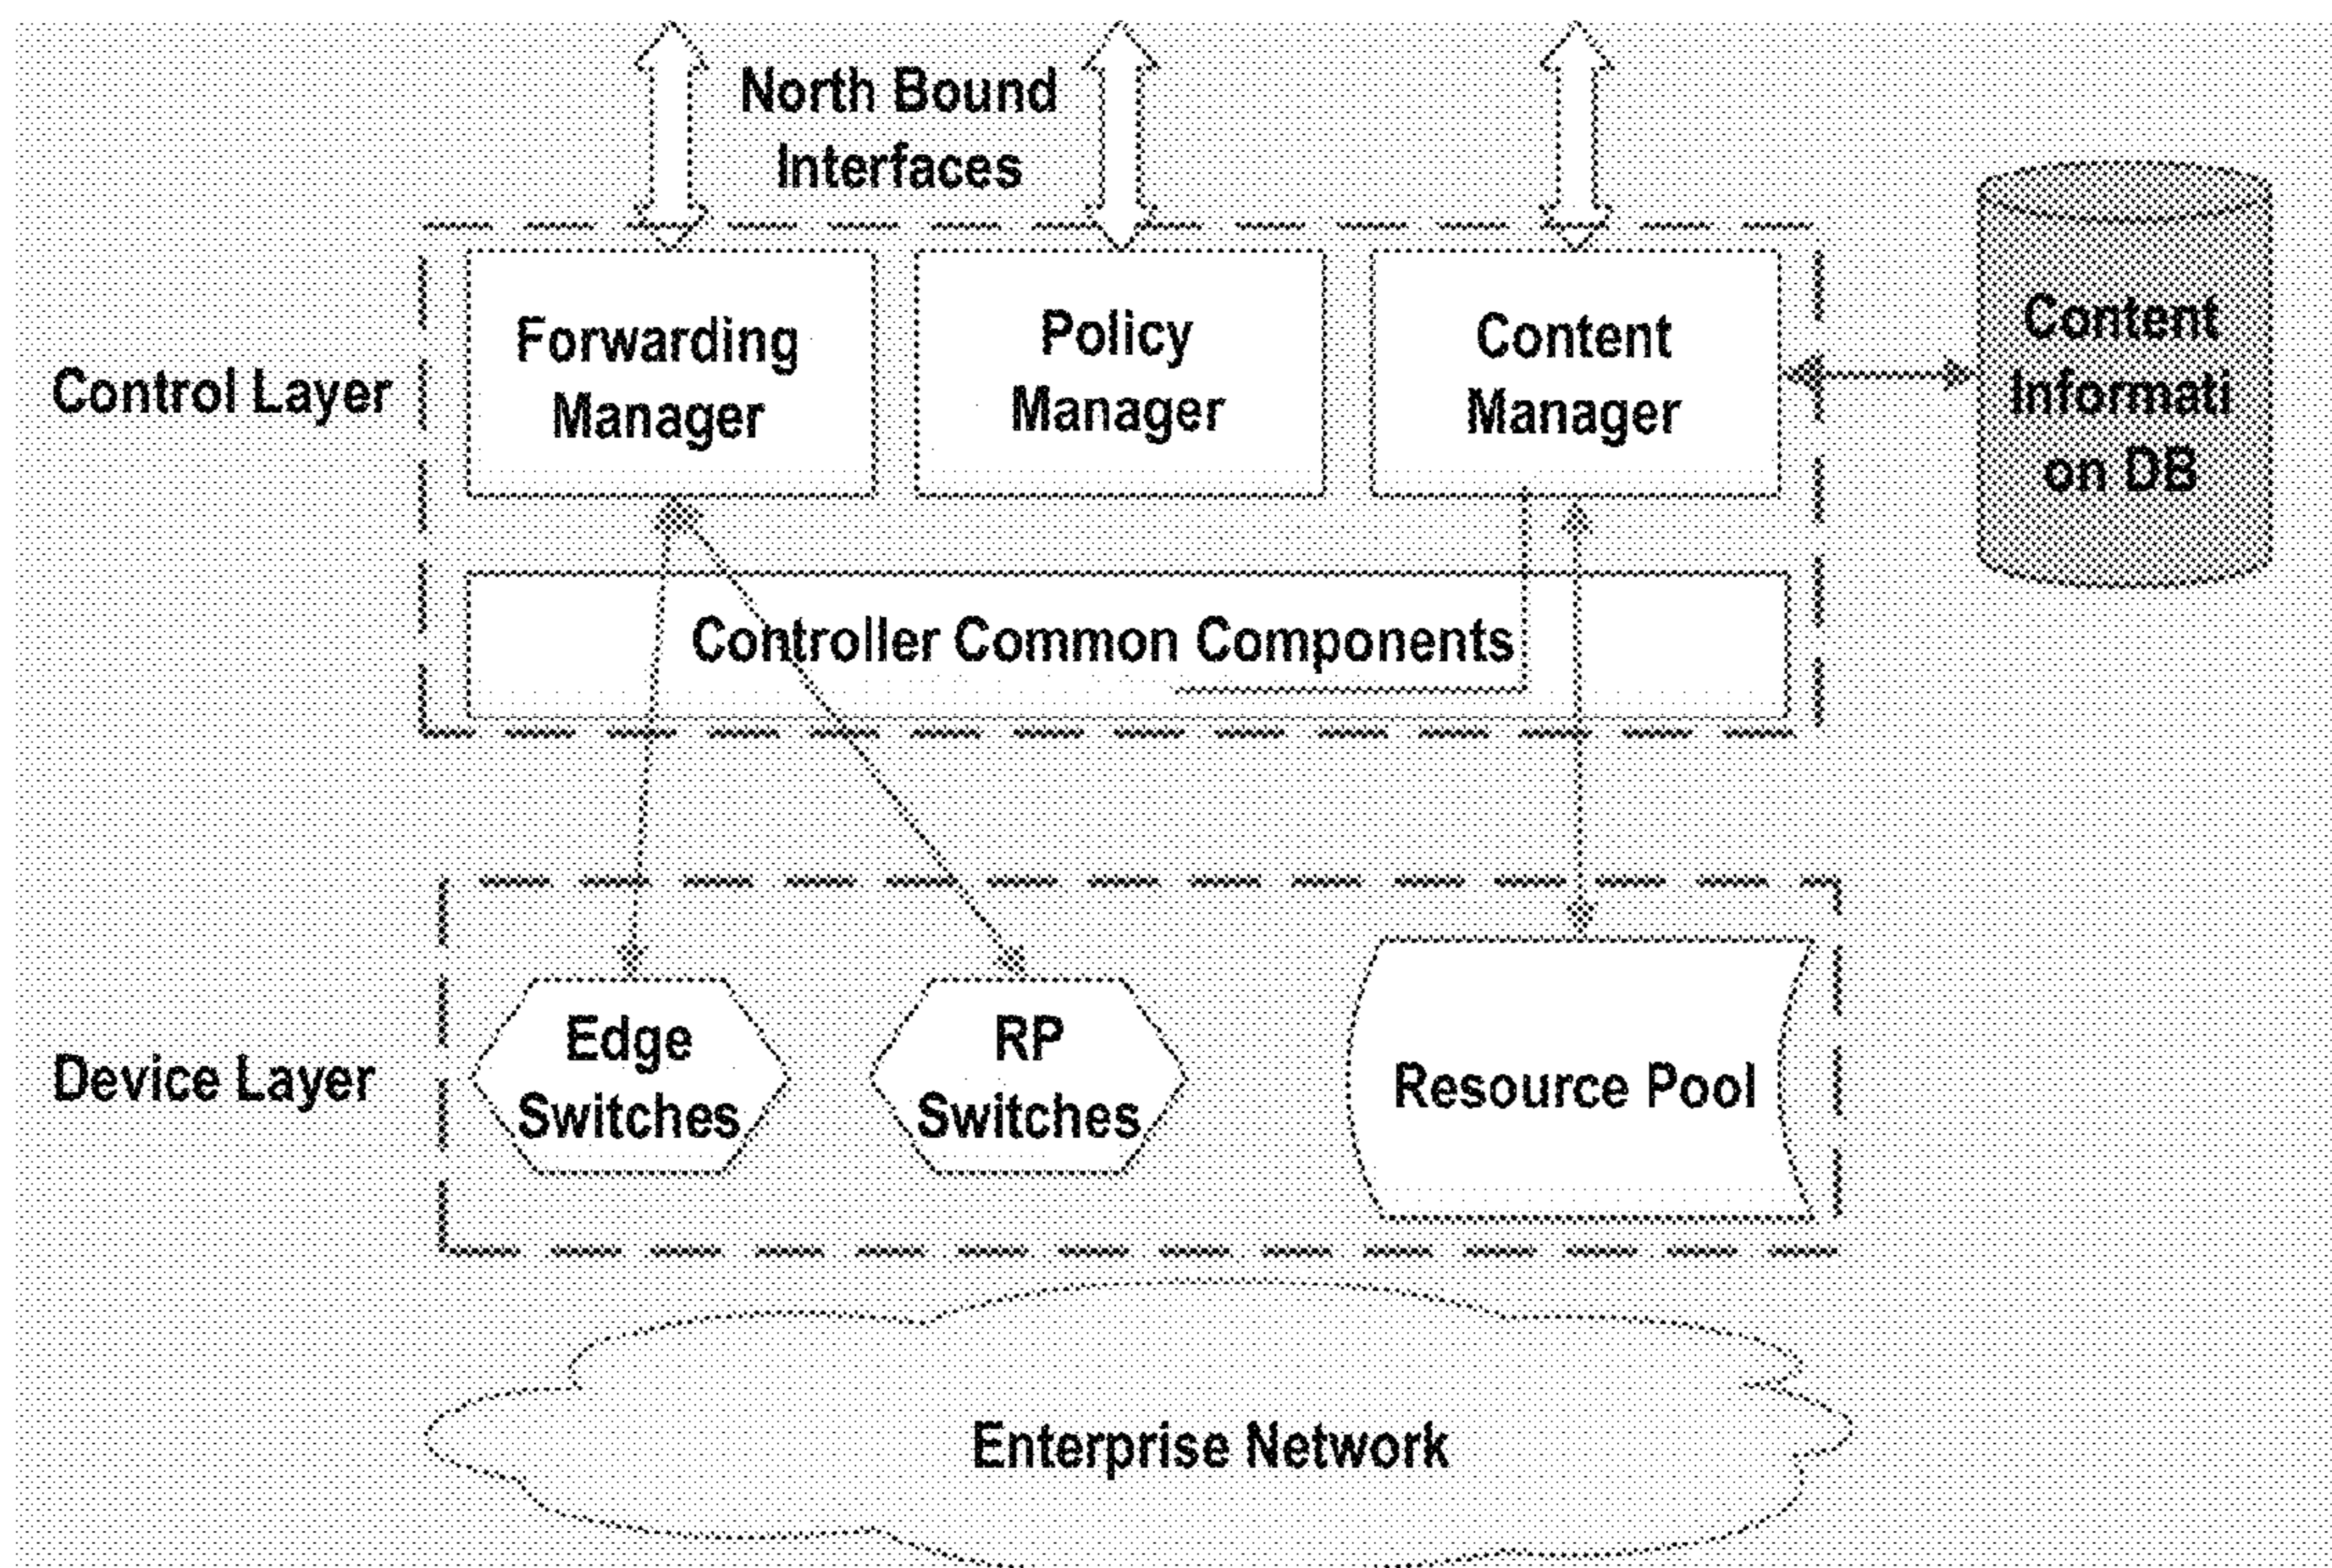 North Bound
Interfaces
Control Layer
Forwarding
Manager
Policy
Manager
Content
Manager
Content
Informati
on DB
Controller Common Components
Device Layer
Edge
Switches
RP
Switches
Resource Pool
Enterprise Network